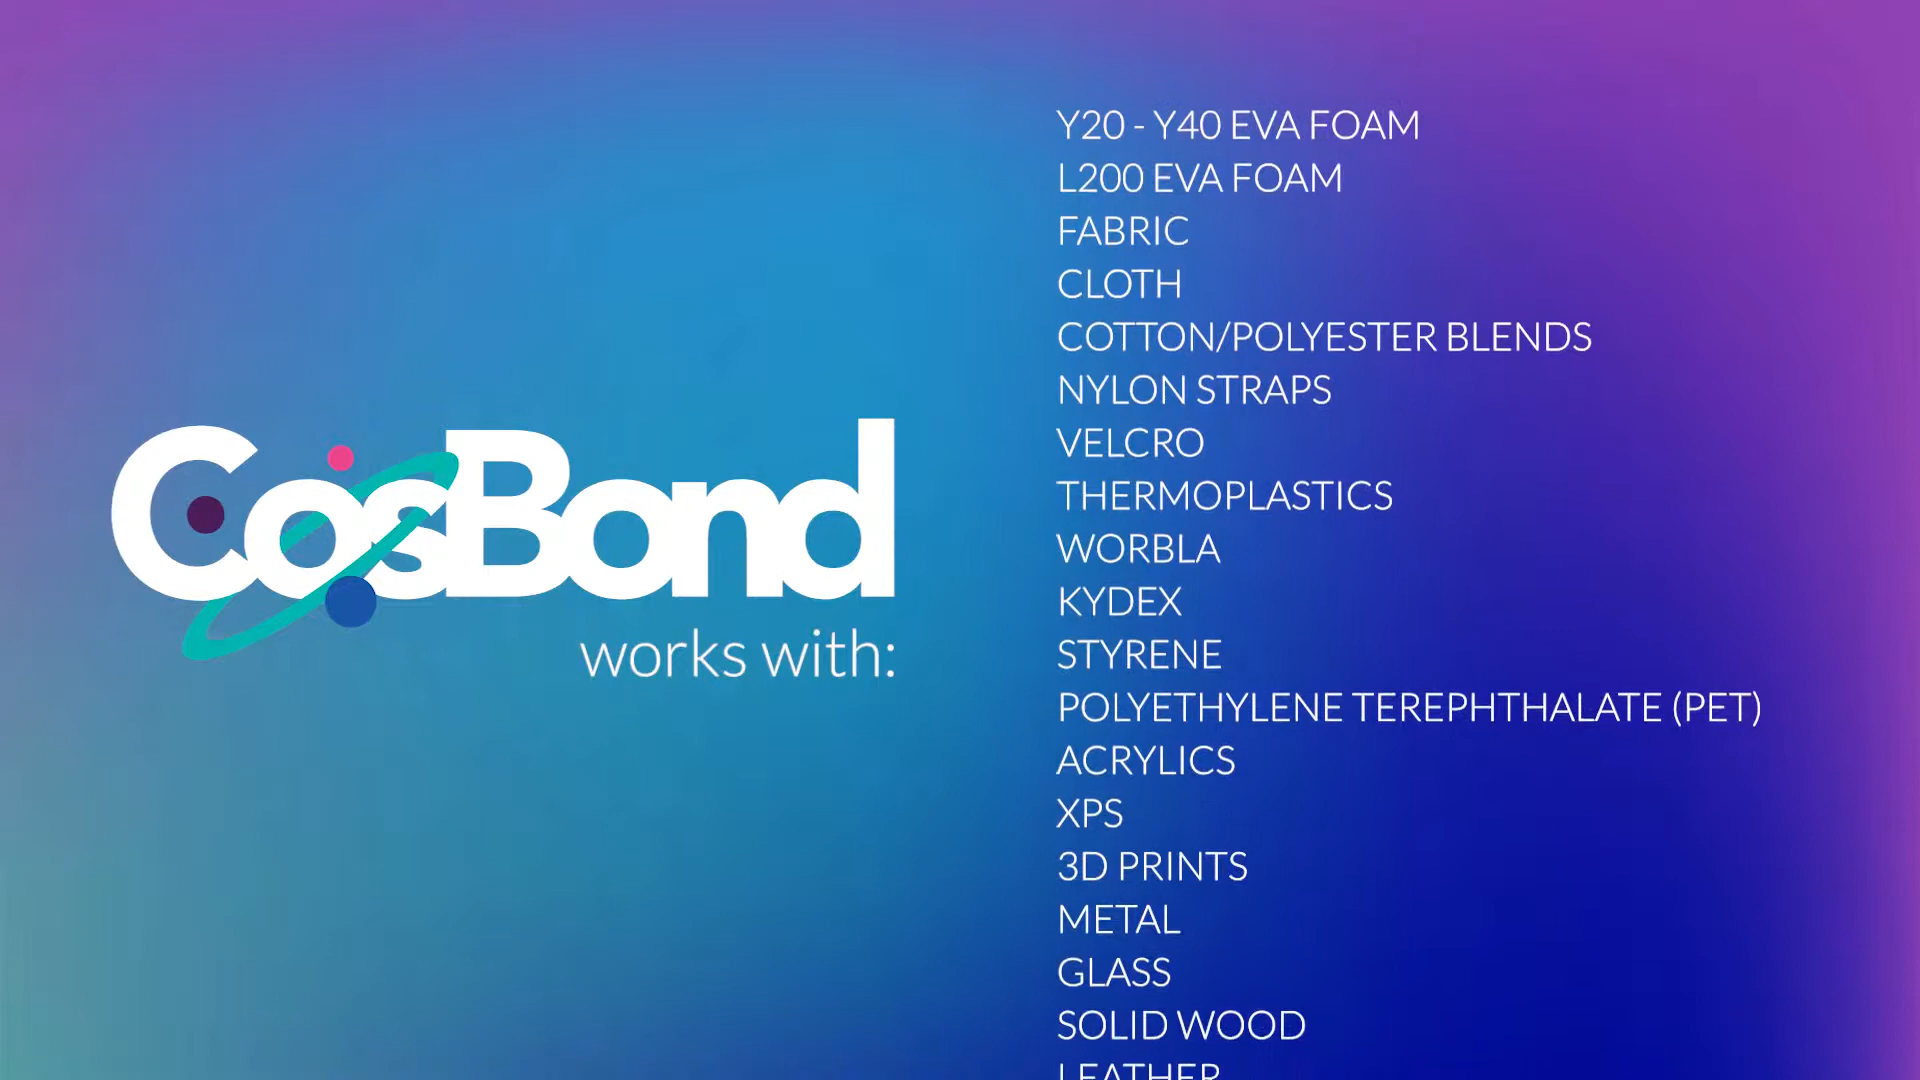 CosBond
works with:
Y20 - Y40 EVA FOAM
L200 EVA FOAM
FABRIC
CLOTH
COTTON/POLYESTER BLENDS
NYLON STRAPS
VELCRO
THERMOPLASTICS
WORBLA
KYDEX
STYRENE
POLYETHYLENE TEREPHTHALATE (PET)
ACRYLICS
XPS
3D PRINTS
METAL
GLASS
SOLID WOOD
LEATHER